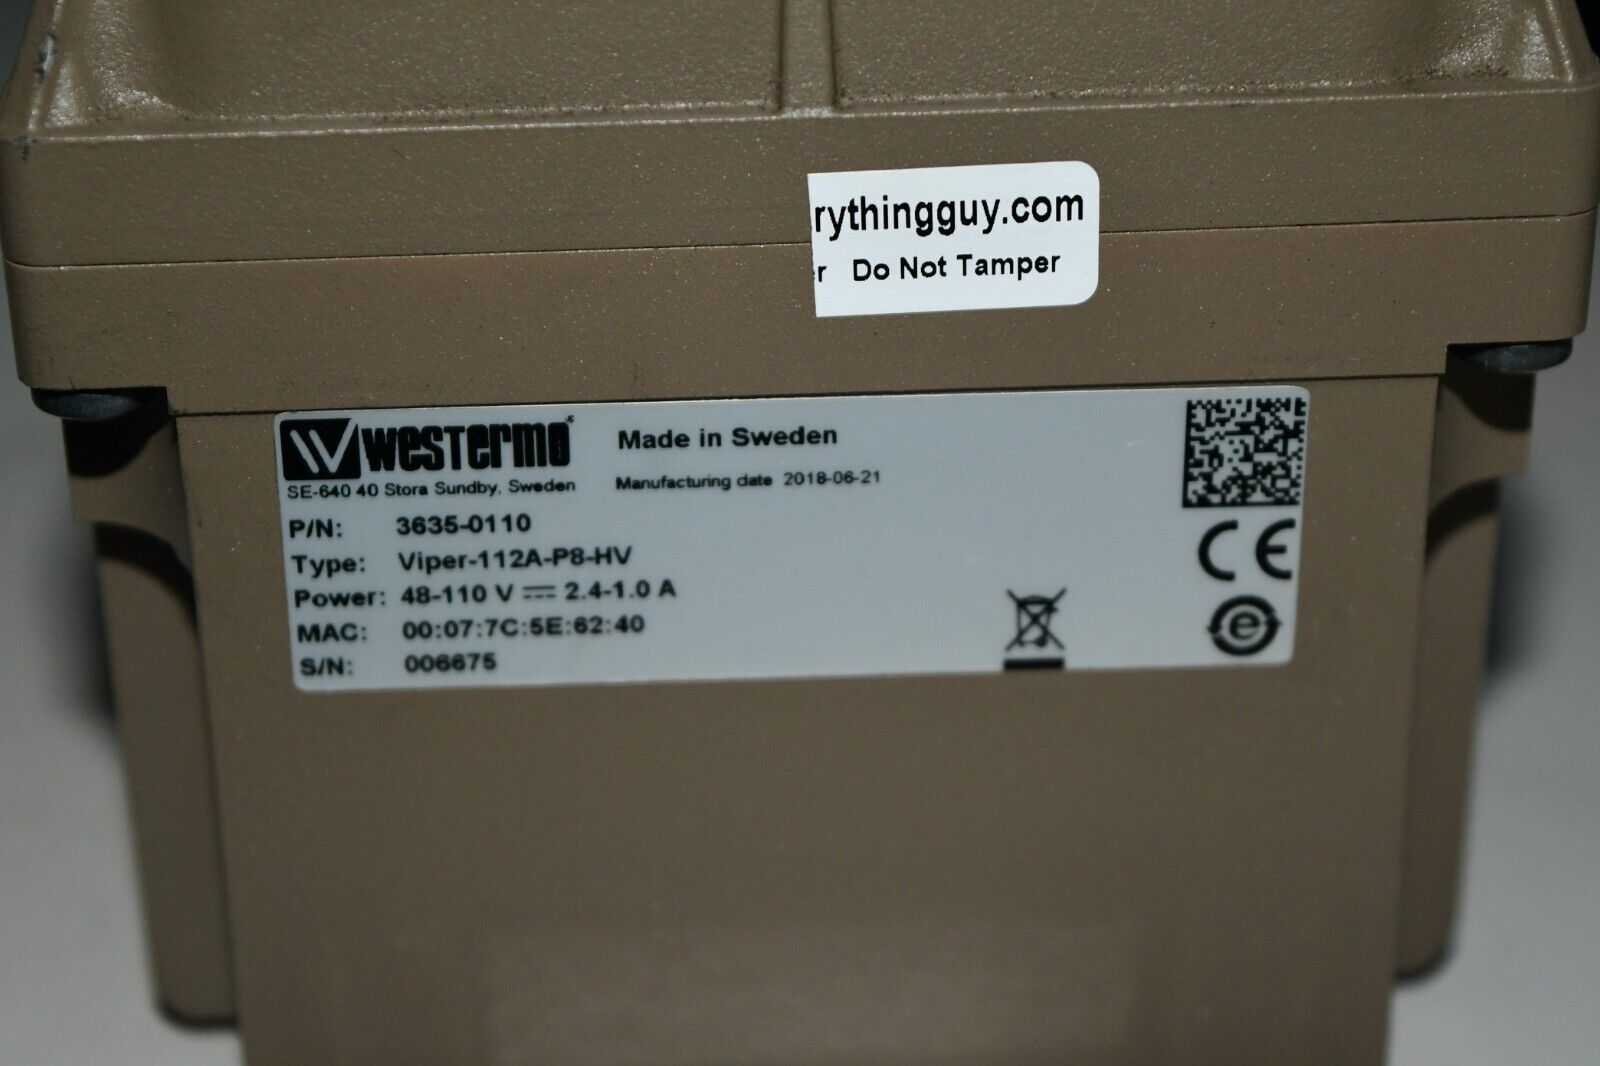 rythingguy.com
r Do Not Tamper
WESTERMO®
Made in Sweden
SE-640 40 Stora Sundby, Sweden
Manufacturing date 2018-06-21
P/N: 3635-0110
Type: Viper-112A-P8-HV
Power: 48-110 V ⎓ 2.4-1.0 A
MAC: 00:07:7C:5E:62:40
S/N: 006675
CE
e